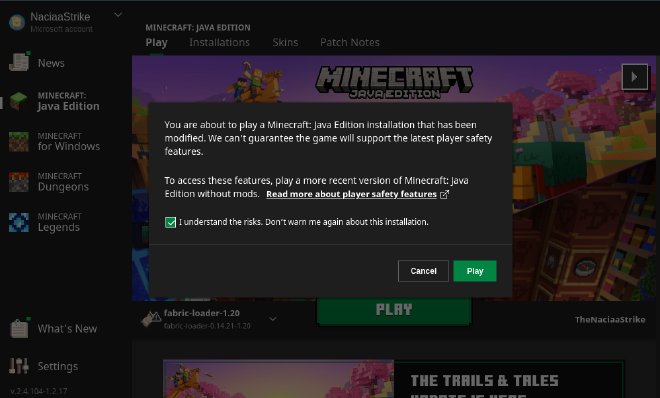 NaciaaStrike
Microsoft account
News
MINECRAFT:
Java Edition
MINECRAFT
for Windows
MINECRAFT
Dungeons
MINECRAFT
Legends
What's New
Settings
v.2.4.104-1.2.17
MINECRAFT: JAVA EDITION
Play Installations Skins Patch Notes
MINECRAFT
JAVA EDITION
You are about to play a Minecraft: Java Edition installation that has been
modified. We can't guarantee the game will support the latest player safety
features.
To access these features, play a more recent version of Minecraft: Java
Edition without mods. Read more about player safety features
I understand the risks. Don't warn me again about this installation.
Cancel Play
PLAY
fabric-loader-1.20
fabric-loader-0.14.21-1.20
TheNaciaaStrike
THE TRAILS & TALES
UPDATE IS HERE